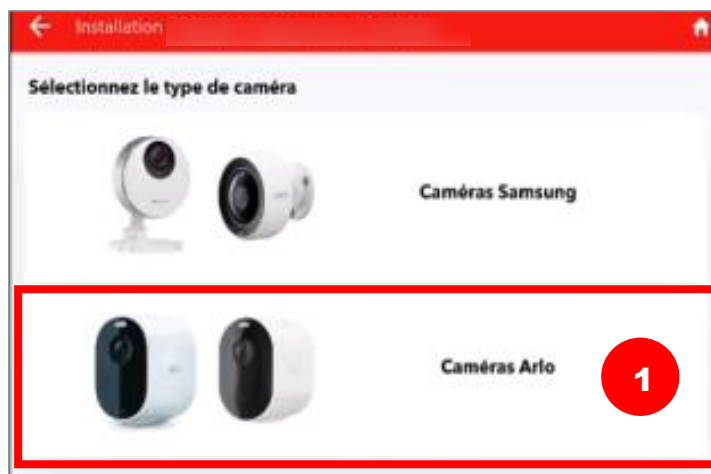 Installation
Sélectionnez le type de caméra
Caméras Samsung
Caméras Arlo
1